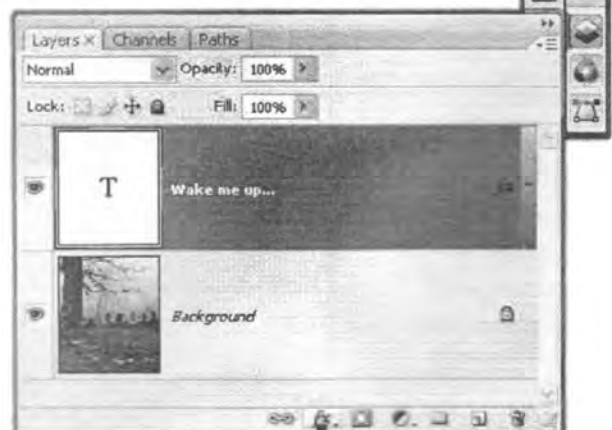 Layers × Channels Paths
Normal Opacity: 100%
Lock: Fill: 100%
T Wake me up...
Background